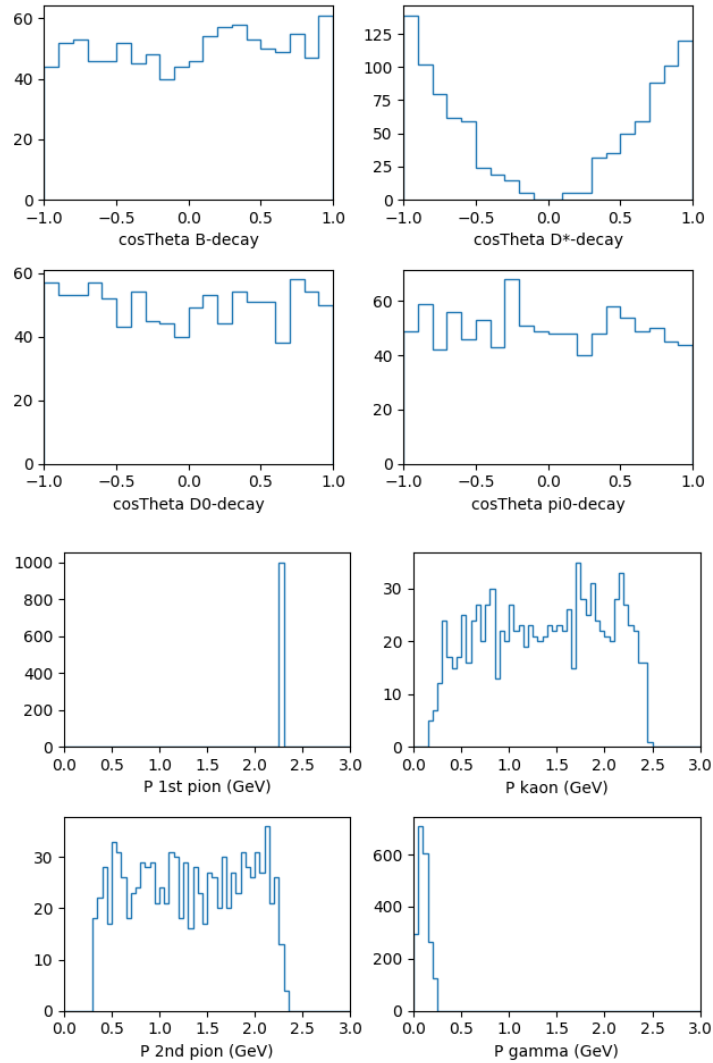 60
40
20
0
−1.0 −0.5 0.0 0.5 1.0
cosTheta B-decay
125
100
75
50
25
0
−1.0 −0.5 0.0 0.5 1.0
cosTheta D*-decay
60
40
20
0
−1.0 −0.5 0.0 0.5 1.0
cosTheta D0-decay
60
40
20
0
−1.0 −0.5 0.0 0.5 1.0
cosTheta pi0-decay
1000
800
600
400
200
0
0.0 0.5 1.0 1.5 2.0 2.5 3.0
P 1st pion (GeV)
30
20
10
0
0.0 0.5 1.0 1.5 2.0 2.5 3.0
P kaon (GeV)
30
20
10
0
0.0 0.5 1.0 1.5 2.0 2.5 3.0
P 2nd pion (GeV)
600
400
200
0
0.0 0.5 1.0 1.5 2.0 2.5 3.0
P gamma (GeV)